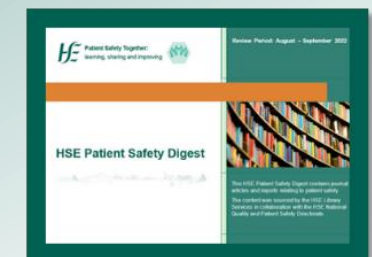 HSE
Patient Safety Together:
learning, sharing and improving
Review Period: August – September 2022
HSE Patient Safety Digest
The HSE Patient Safety Digest contains journal
articles and reports relating to patient safety.
The content was sourced by the HSE Library
Services in collaboration with the HSE National
Quality and Patient Safety Directorate.